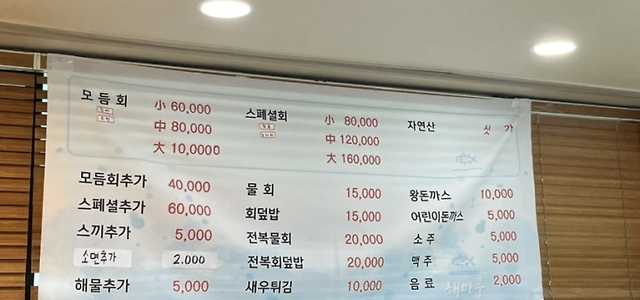 모듬회 小 60,000
中 80,000
大 10,0000
스페셜회 小 80,000
中 120,000
大 160,000
자연산 싯가
모듬회추가 40,000
스페셜추가 60,000
스끼추가 5,000
소면추가 2.000
해물추가 5,000
물회 15,000
회덮밥 15,000
전복물회 20,000
전복회덮밥 20,000
새우튀김 10,000
왕돈까스 10,000
어린이돈까스 5,000
소주 5,000
맥주 5,000
음료 2,000